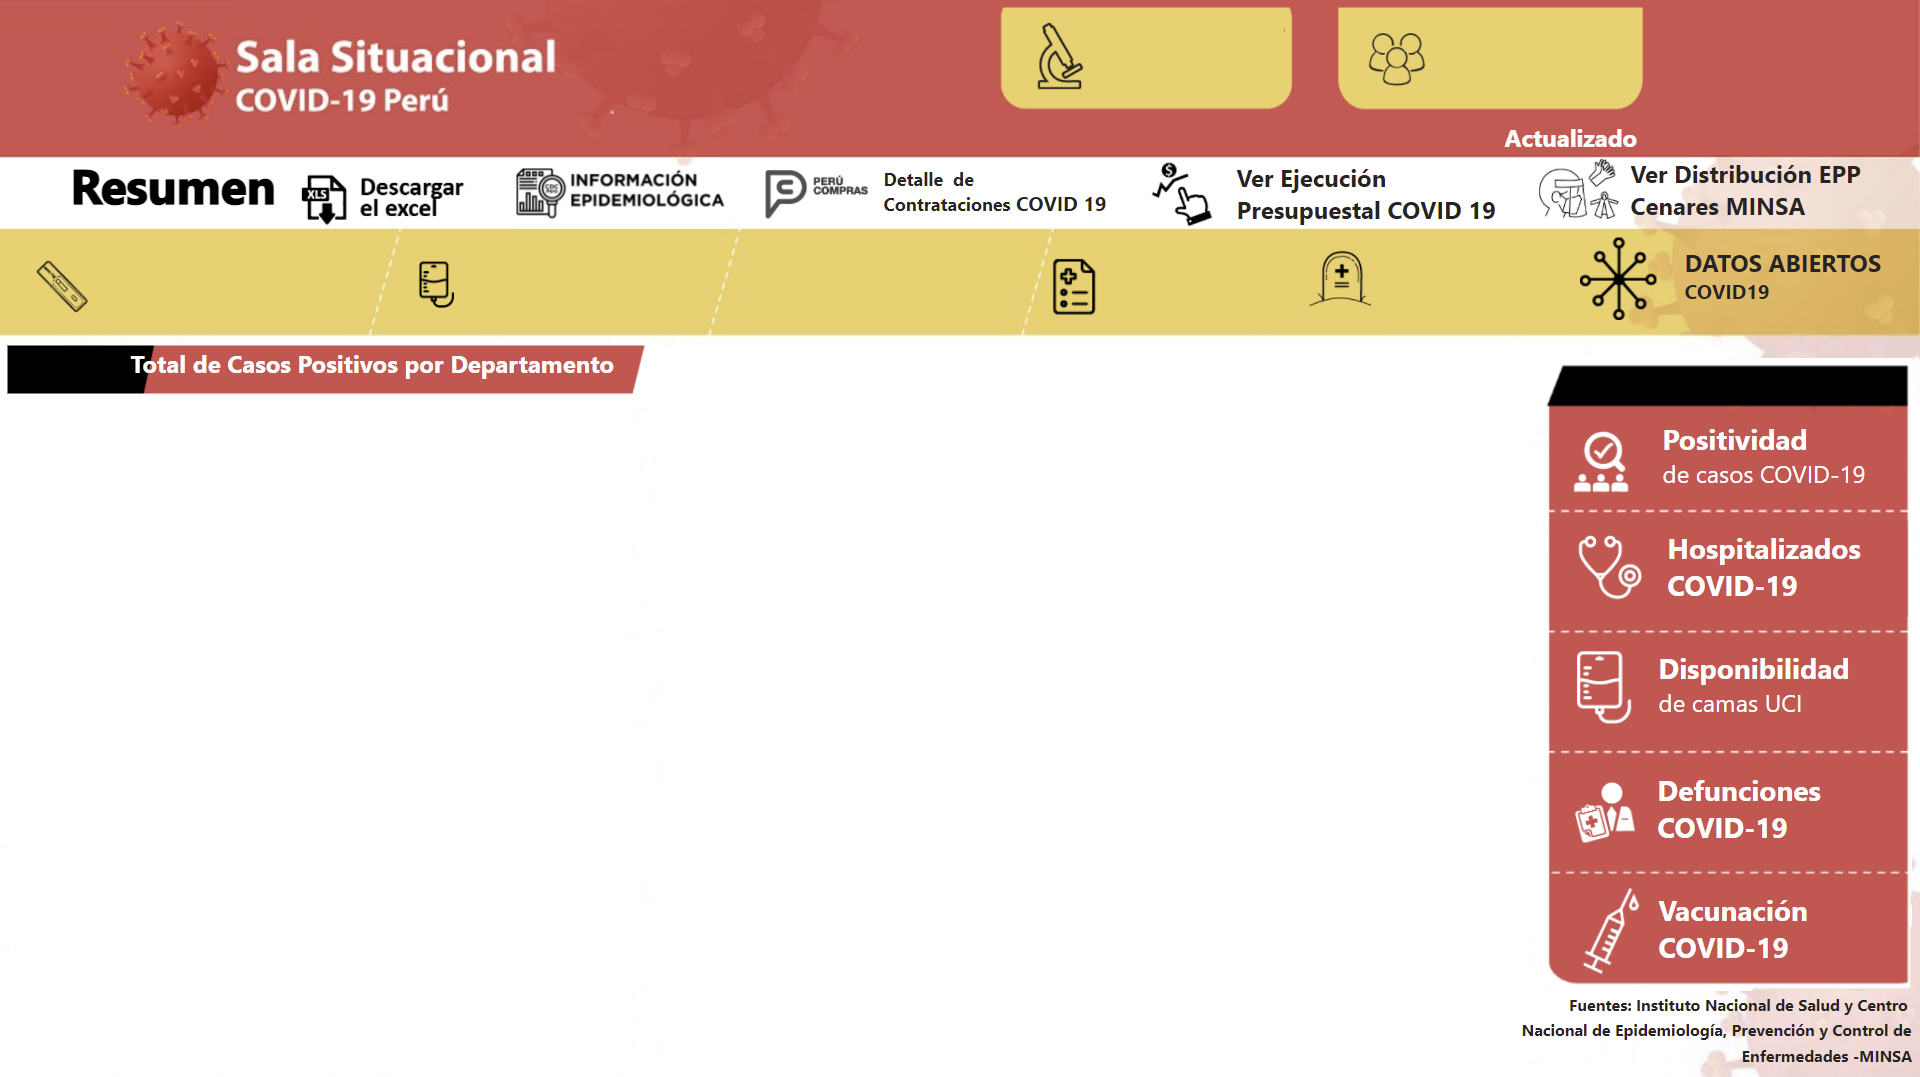 Sala Situacional
COVID-19 Perú
Actualizado
Resumen
XLS
Descargar
el excel
CDC
Perú
INFORMACIÓN
EPIDEMIOLÓGICA
PERÚ
COMPRAS
Detalle de
Contrataciones COVID 19
Ver Ejecución
Presupuestal COVID 19
Ver Distribución EPP
Cenares MINSA
DATOS ABIERTOS
COVID19
Total de Casos Positivos por Departamento
Positividad
de casos COVID-19
Hospitalizados
COVID-19
Disponibilidad
de camas UCI
Defunciones
COVID-19
Vacunación
COVID-19
Fuentes: Instituto Nacional de Salud y Centro
Nacional de Epidemiología, Prevención y Control de
Enfermedades -MINSA